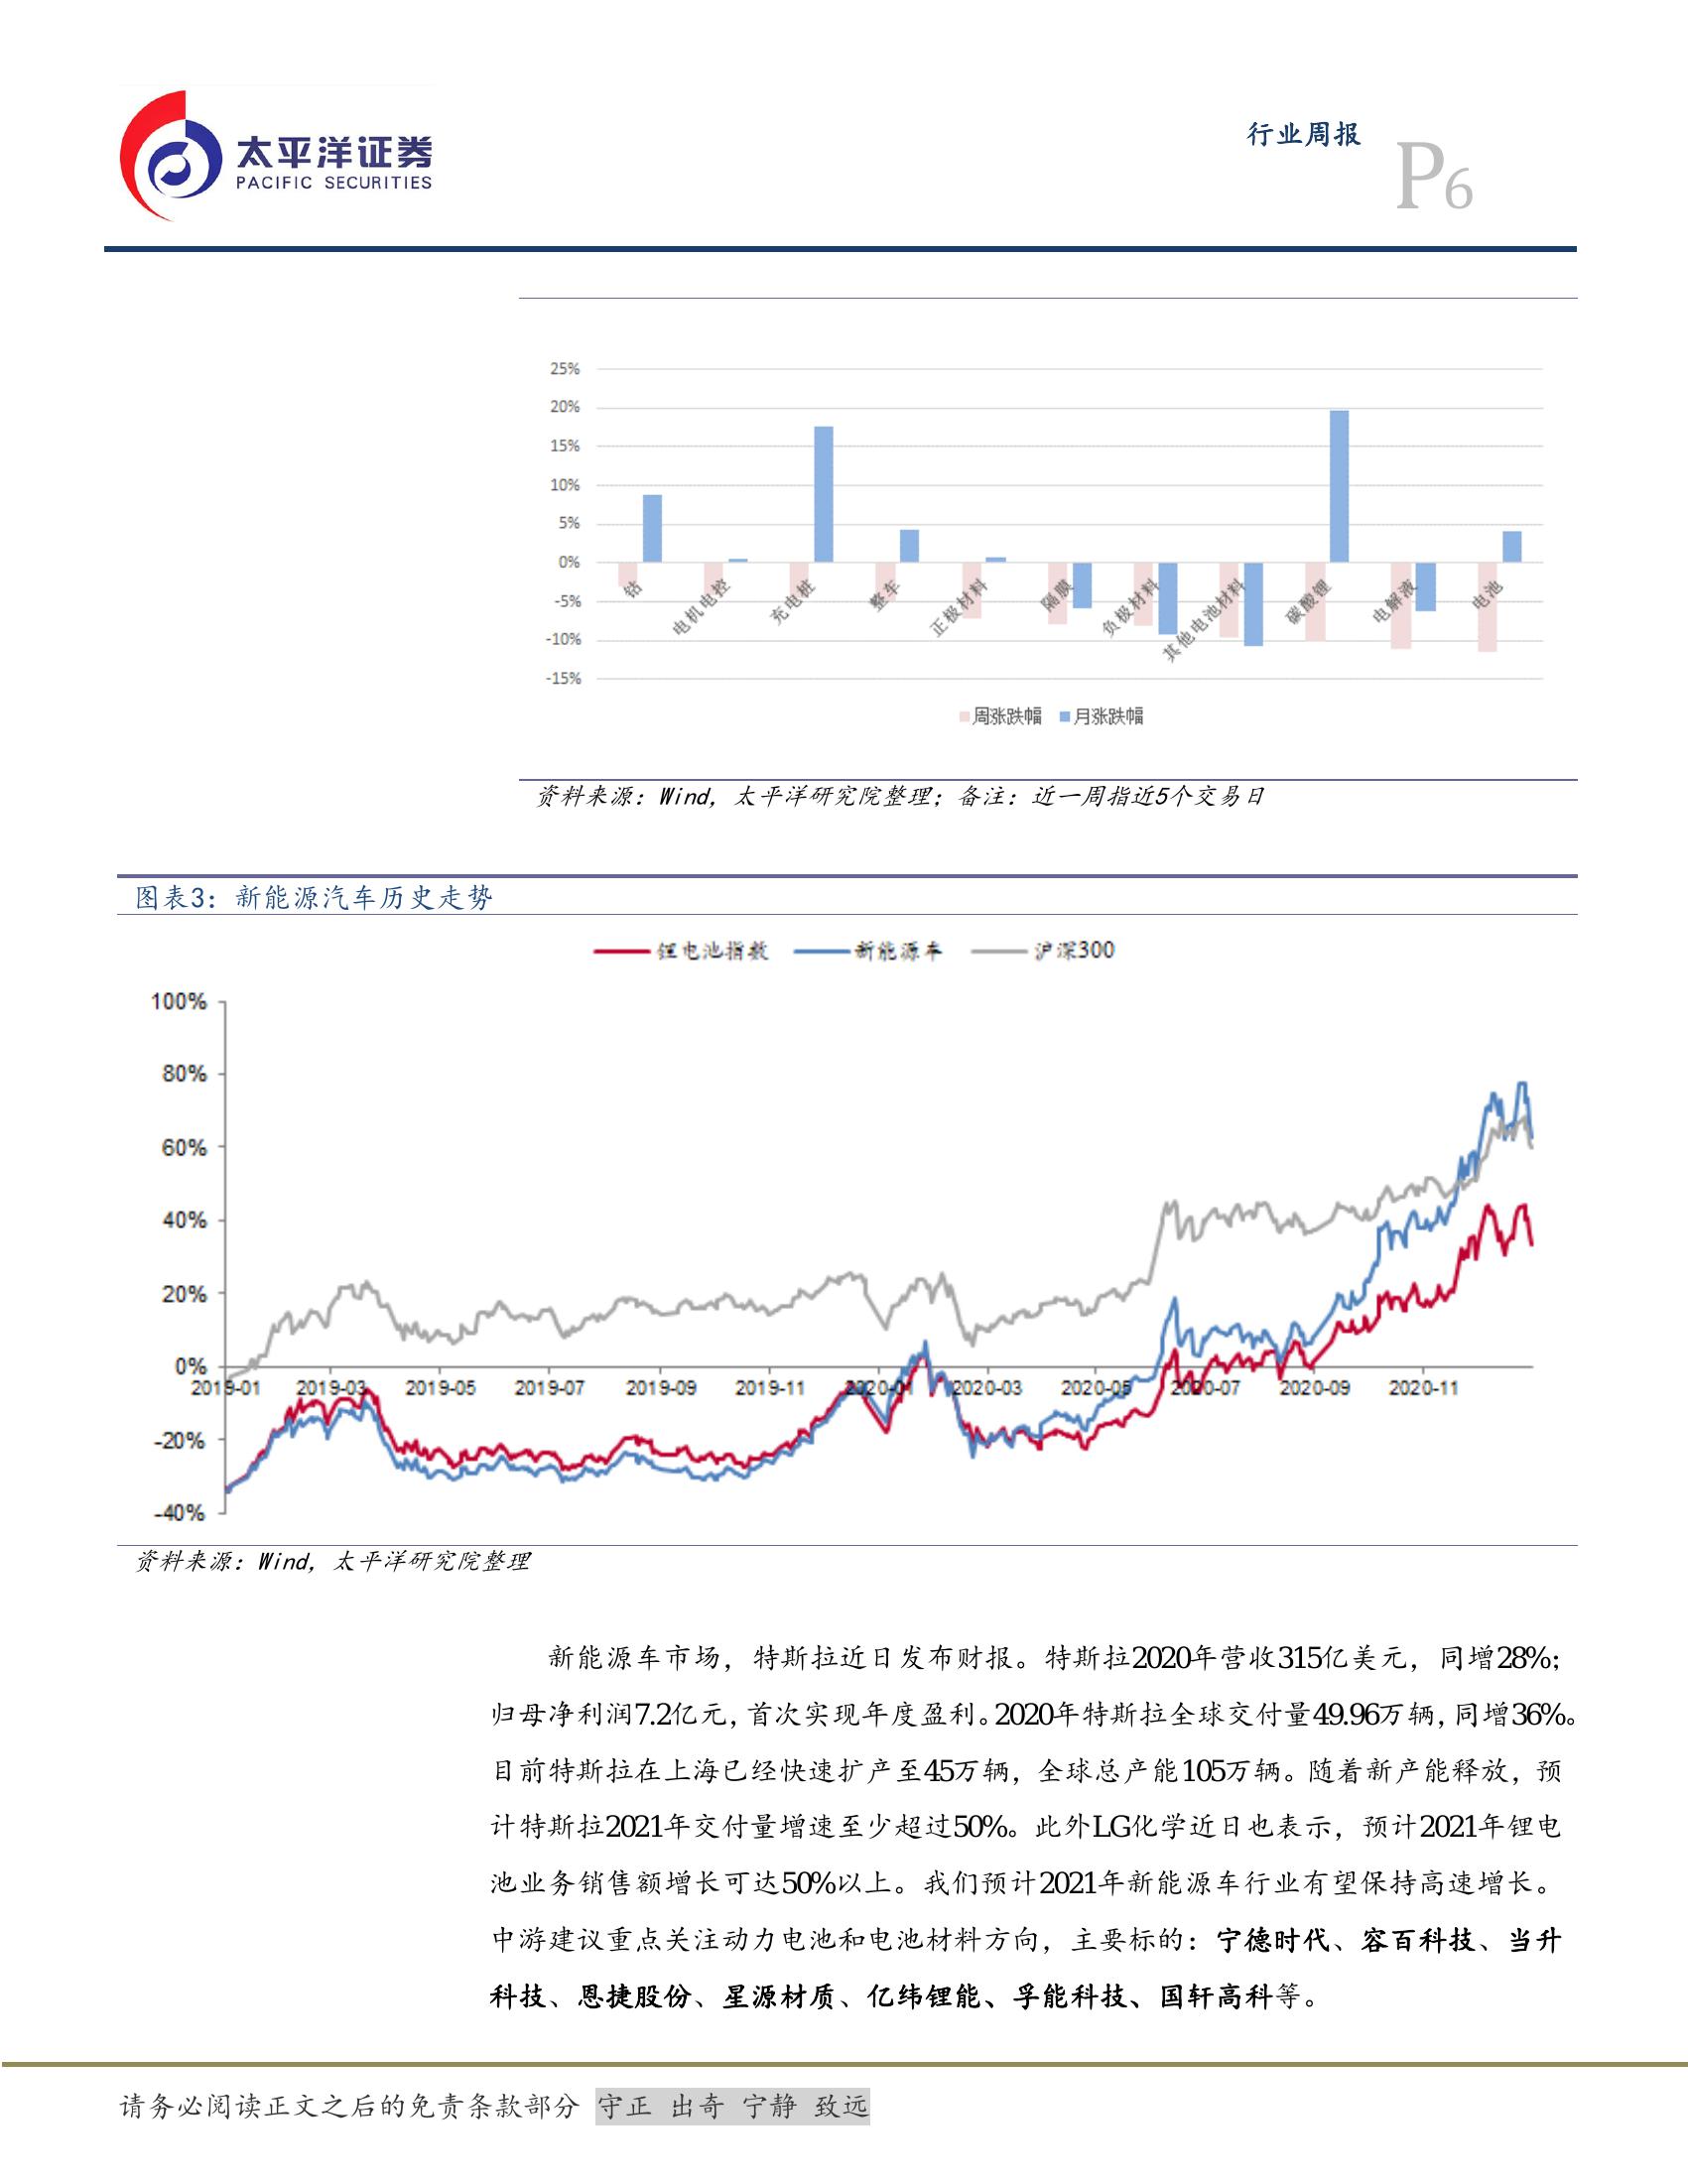 太平洋证券
PACIFIC SECURITIES
行业周报
P6
25%
20%
15%
10%
5%
0%
-5%
-10%
-15%
钴
电机电控
充电桩
整车
正极材料
隔膜
负极材料
其他电池材料
碳酸锂
电解液
电池
周涨跌幅 月涨跌幅
资料来源：Wind，太平洋研究院整理；备注：近一周指近5个交易日
图表3：新能源汽车历史走势
锂电池指数 新能源车 沪深300
100%
80%
60%
40%
20%
0%
-20%
-40%
2019-01 2019-03 2019-05 2019-07 2019-09 2019-11 2020-01 2020-03 2020-05 2020-07 2020-09 2020-11
资料来源：Wind，太平洋研究院整理
新能源车市场，特斯拉近日发布财报。特斯拉2020年营收315亿美元，同增28%；
归母净利润7.2亿元，首次实现年度盈利。2020年特斯拉全球交付量49.96万辆，同增36%。
目前特斯拉在上海已经快速扩产至45万辆，全球总产能105万辆。随着新产能释放，预
计特斯拉2021年交付量增速至少超过50%。此外LG化学近日也表示，预计2021年锂电
池业务销售额增长可达50%以上。我们预计2021年新能源车行业有望保持高速增长。
中游建议重点关注动力电池和电池材料方向，主要标的：宁德时代、容百科技、当升
科技、恩捷股份、星源材质、亿纬锂能、孚能科技、国轩高科等。
请务必阅读正文之后的免责条款部分 守正 出奇 宁静 致远